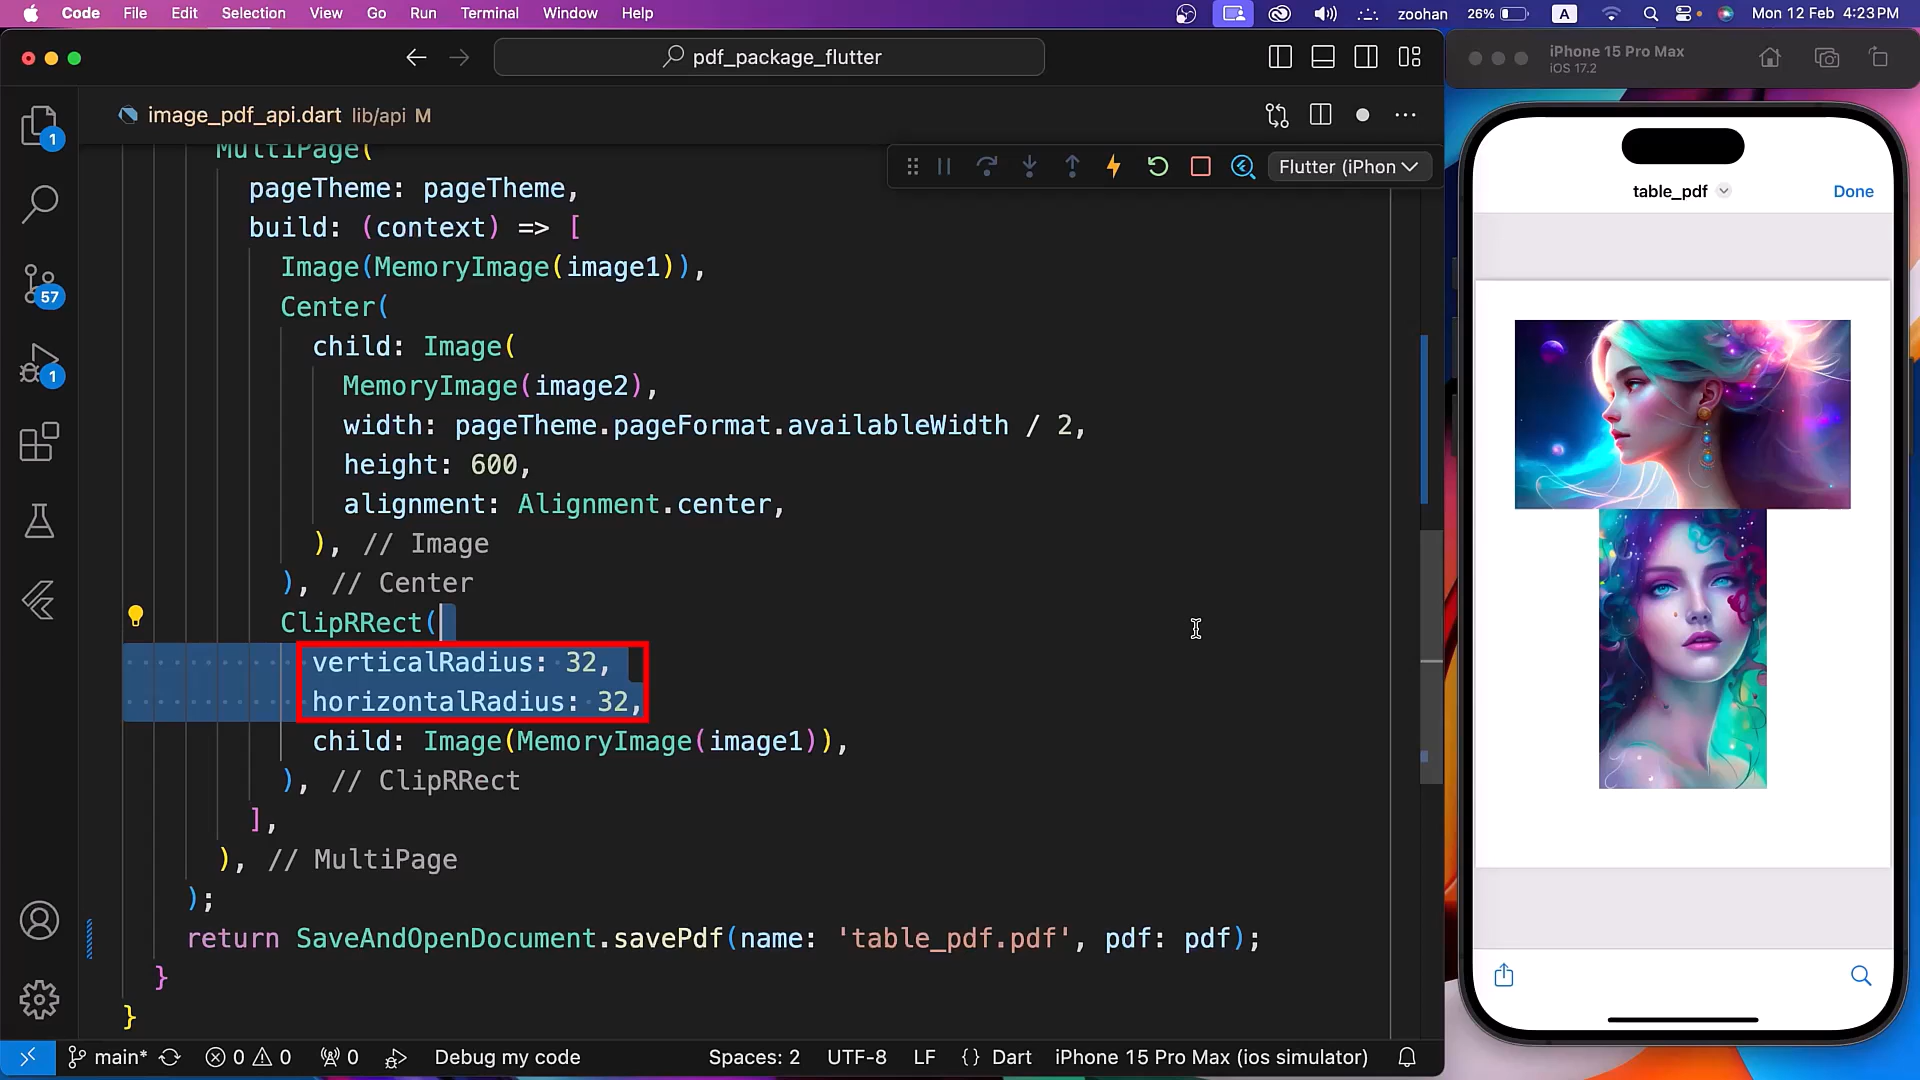 Code File Edit Selection View Go Run Terminal Window Help zoohan 26% A Mon 12 Feb 4:23 PM
pdf_package_flutter
iPhone 15 Pro Max
iOS 17.2
image_pdf_api.dart lib/api M
1
MultiPage(
Flutter (iPhon
pageTheme: pageTheme,
build: (context) => [
Image(MemoryImage(image1)),
Center(
child: Image(
MemoryImage(image2),
width: pageTheme.pageFormat.availableWidth / 2,
height: 600,
alignment: Alignment.center,
), // Image
), // Center
ClipRRect(
verticalRadius: 32,
horizontalRadius: 32,
child: Image(MemoryImage(image1)),
), // ClipRRect
],
), // MultiPage
);
return SaveAndOpenDocument.savePdf(name: 'table_pdf.pdf', pdf: pdf);
}
}
57
1
table_pdf Done
main* 0 0 0 Debug my code Spaces: 2 UTF-8 LF {} Dart iPhone 15 Pro Max (ios simulator)